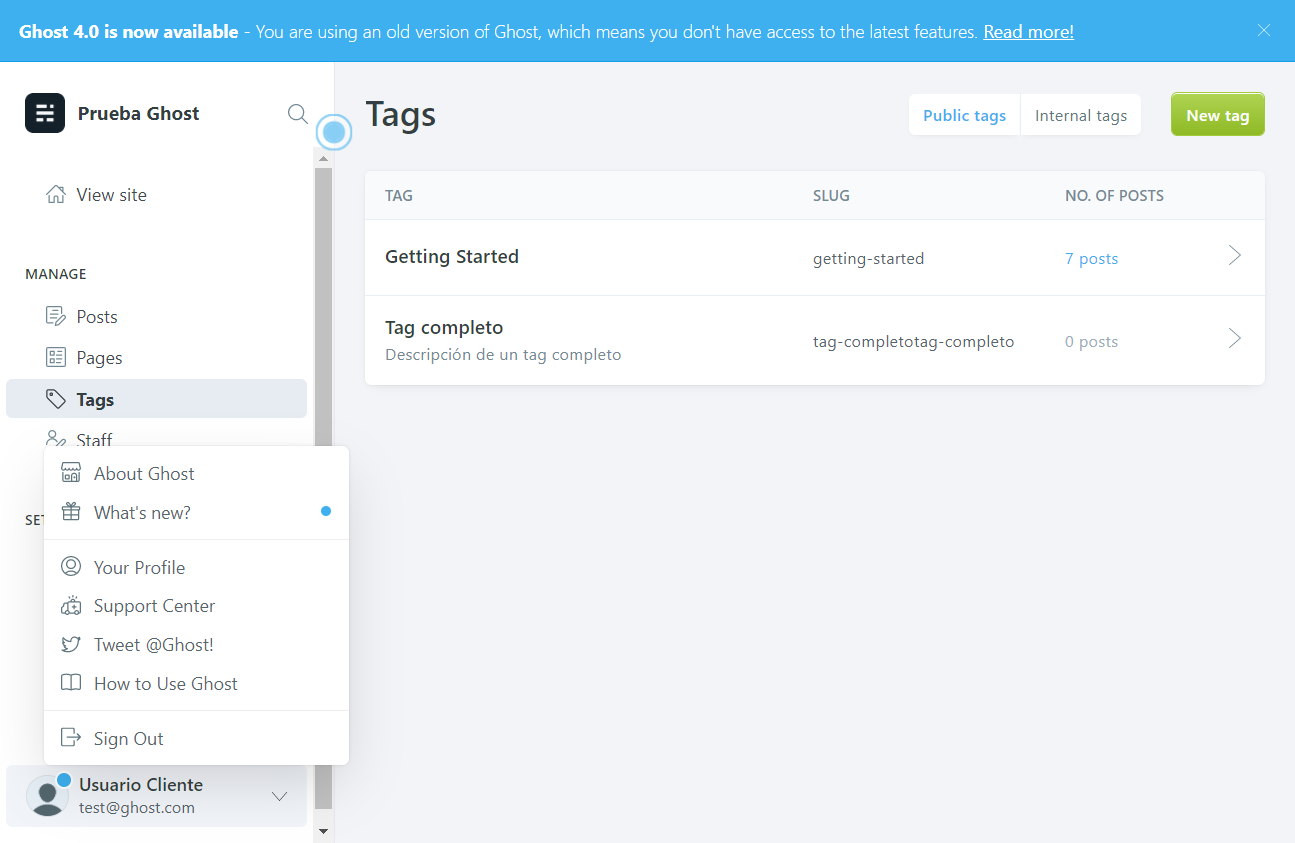 Ghost 4.0 is now available - You are using an old version of Ghost, which means you don't have access to the latest features. Read more!
Prueba Ghost
View site
MANAGE
Posts
Pages
Tags
Staff
SET
About Ghost
What's new?
Your Profile
Support Center
Tweet @Ghost!
How to Use Ghost
Sign Out
Usuario Cliente
test@ghost.com
Tags
Public tags
Internal tags
New tag
TAG SLUG NO. OF POSTS
Getting Started getting-started 7 posts
Tag completo
Descripción de un tag completo
tag-completotag-completo 0 posts